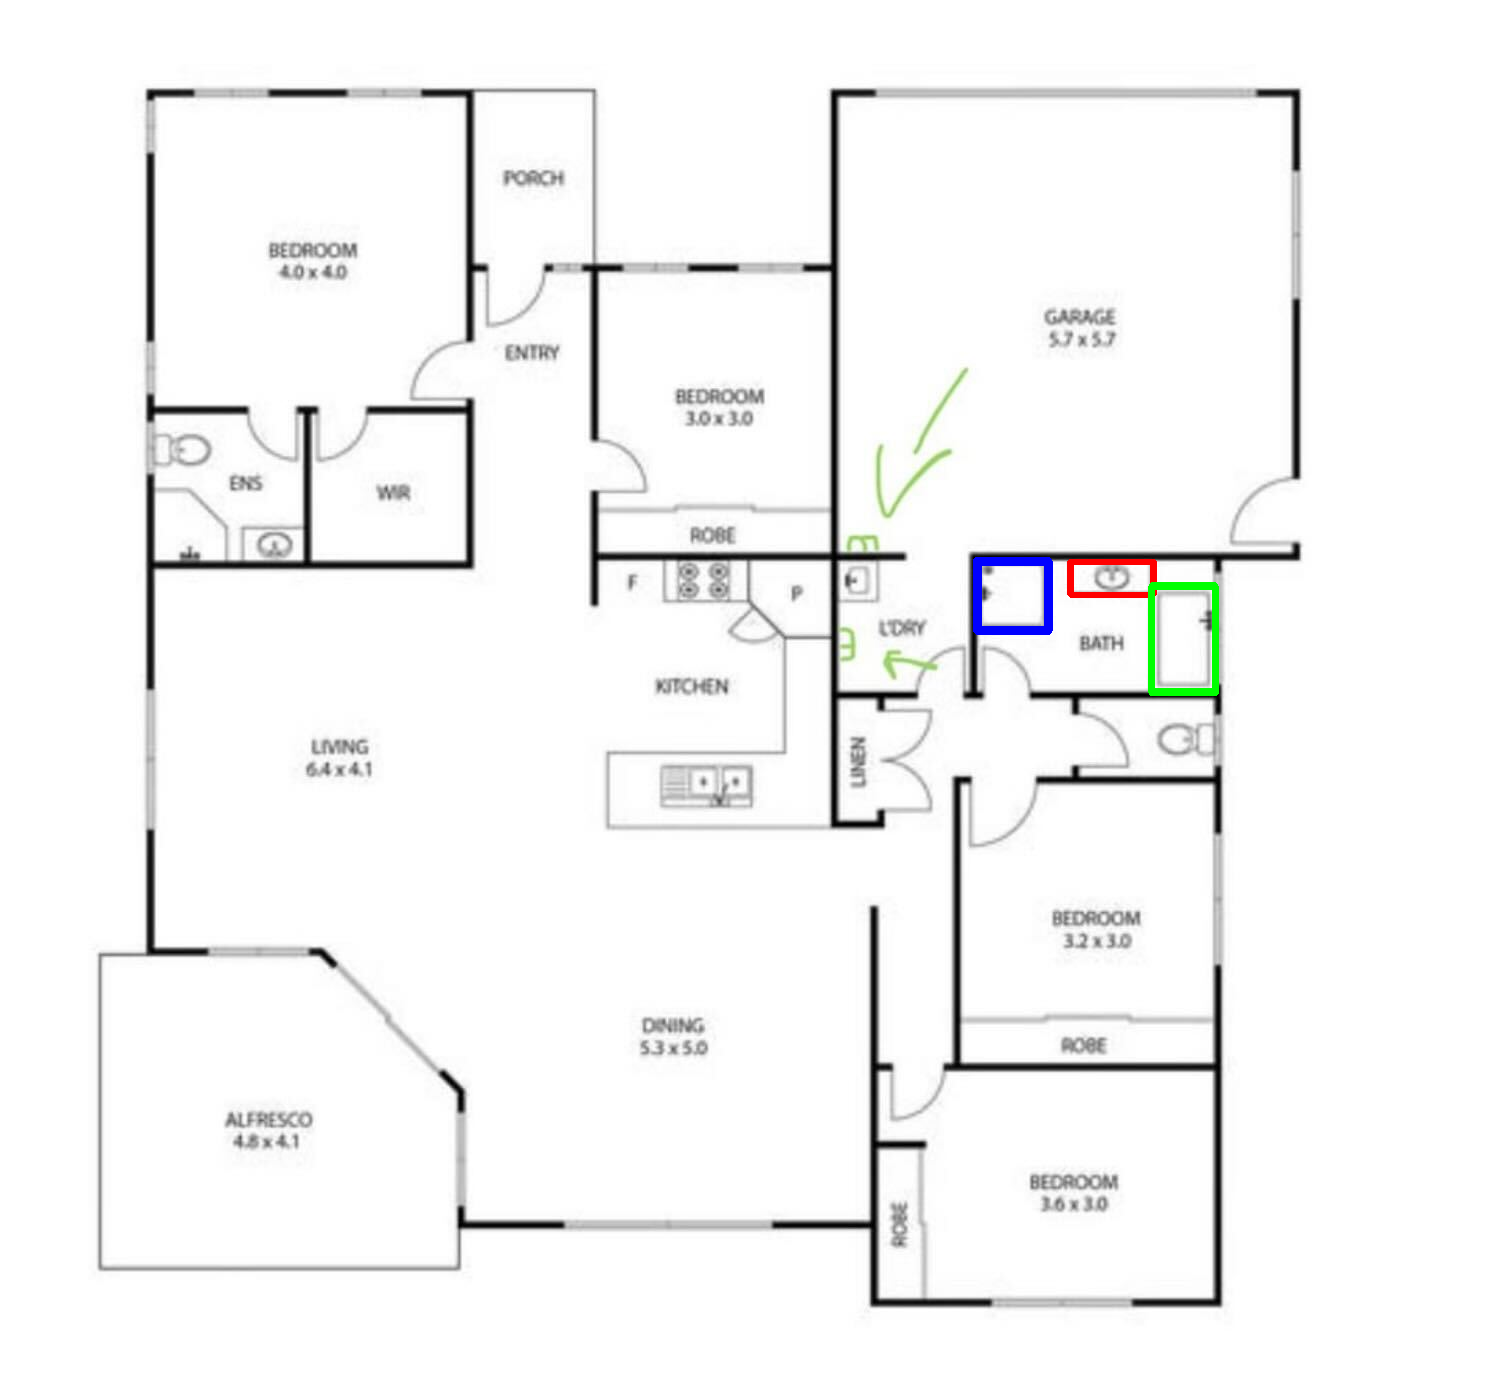 PORCH
BEDROOM
4.0 x 4.0
GARAGE
5.7 x 5.7
ENTRY
BEDROOM
3.0 x 3.0
ENS
WIR
ROBE
F
P
L'DRY
BATH
KITCHEN
LIVING
6.4 x 4.1
LINEN
BEDROOM
3.2 x 3.0
ROBE
DINING
5.3 x 5.0
ALFRESCO
4.8 x 4.1
BEDROOM
3.6 x 3.0
ROBE